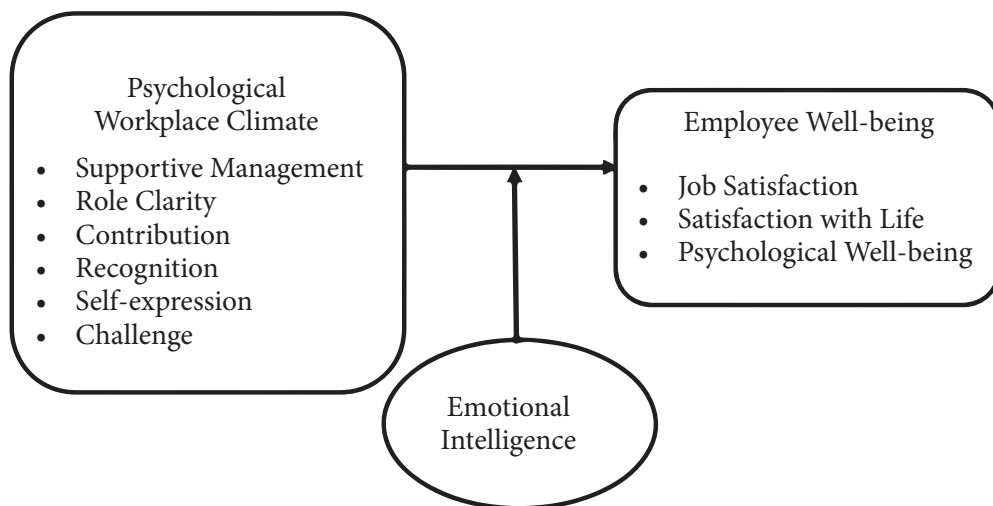 Psychological
Workplace Climate
• Supportive Management
• Role Clarity
• Contribution
• Recognition
• Self-expression
• Challenge
Employee Well-being
• Job Satisfaction
• Satisfaction with Life
• Psychological Well-being
Emotional
Intelligence